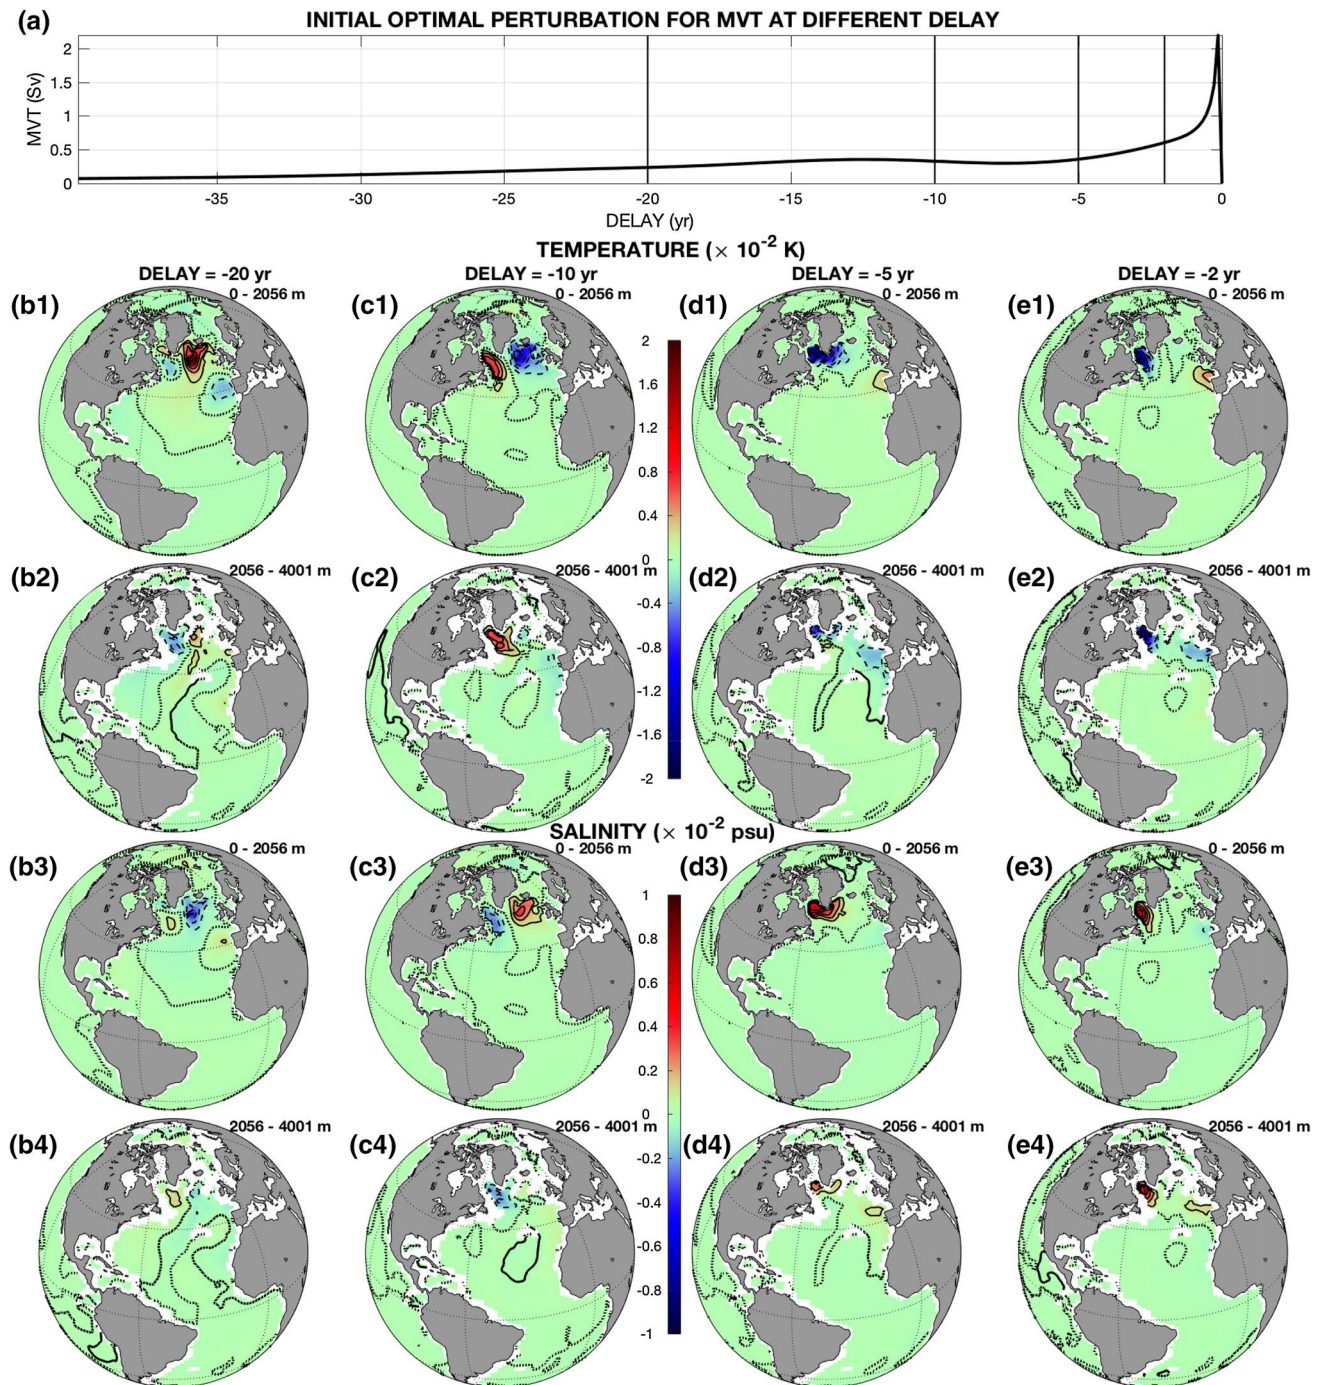 (a)
INITIAL OPTIMAL PERTURBATION FOR MVT AT DIFFERENT DELAY
MVT (Sv)
2
1.5
1
0.5
0
-35 -30 -25 -20 -15 -10 -5 0
DELAY (yr)
TEMPERATURE (× 10-2 K)
DELAY = -20 yr DELAY = -10 yr DELAY = -5 yr DELAY = -2 yr
(b1) 0 - 2056 m (c1) 0 - 2056 m (d1) 0 - 2056 m (e1) 0 - 2056 m
2
1.6
1.2
0.8
0.4
0
-0.4
-0.8
-1.2
-1.6
-2
(b2) 2056 - 4001 m (c2) 2056 - 4001 m (d2) 2056 - 4001 m (e2) 2056 - 4001 m
SALINITY (× 10-2 psu)
(b3) 0 - 2056 m (c3) 0 - 2056 m (d3) 0 - 2056 m (e3) 0 - 2056 m
1
0.8
0.6
0.4
0.2
0
-0.2
-0.4
-0.6
-0.8
-1
(b4) 2056 - 4001 m (c4) 2056 - 4001 m (d4) 2056 - 4001 m (e4) 2056 - 4001 m